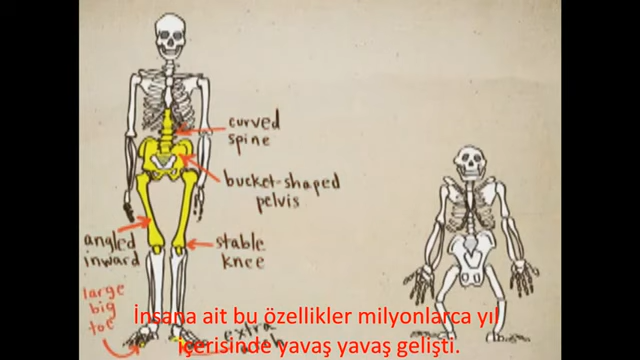 curved
spine
bucket-shaped
pelvis
angled
inward
stable
knee
large
big
toe
extra
İnsana ait bu özellikler milyonlarca yıl
içerisinde yavaş yavaş gelişti.